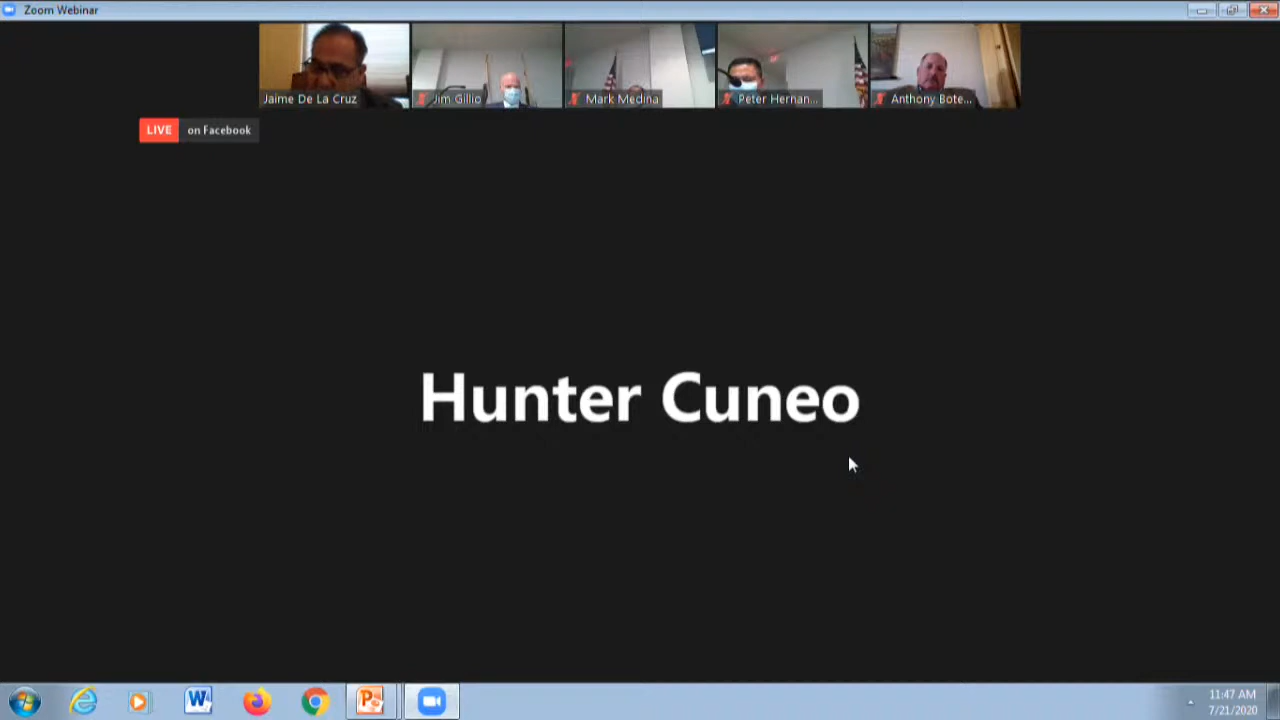 Zoom Webinar
Jaime De La Cruz
Jim Gillio
Mark Medina
Peter Hernan...
Anthony Bote...
LIVE on Facebook
Hunter Cuneo
11:47 AM
7/21/2020